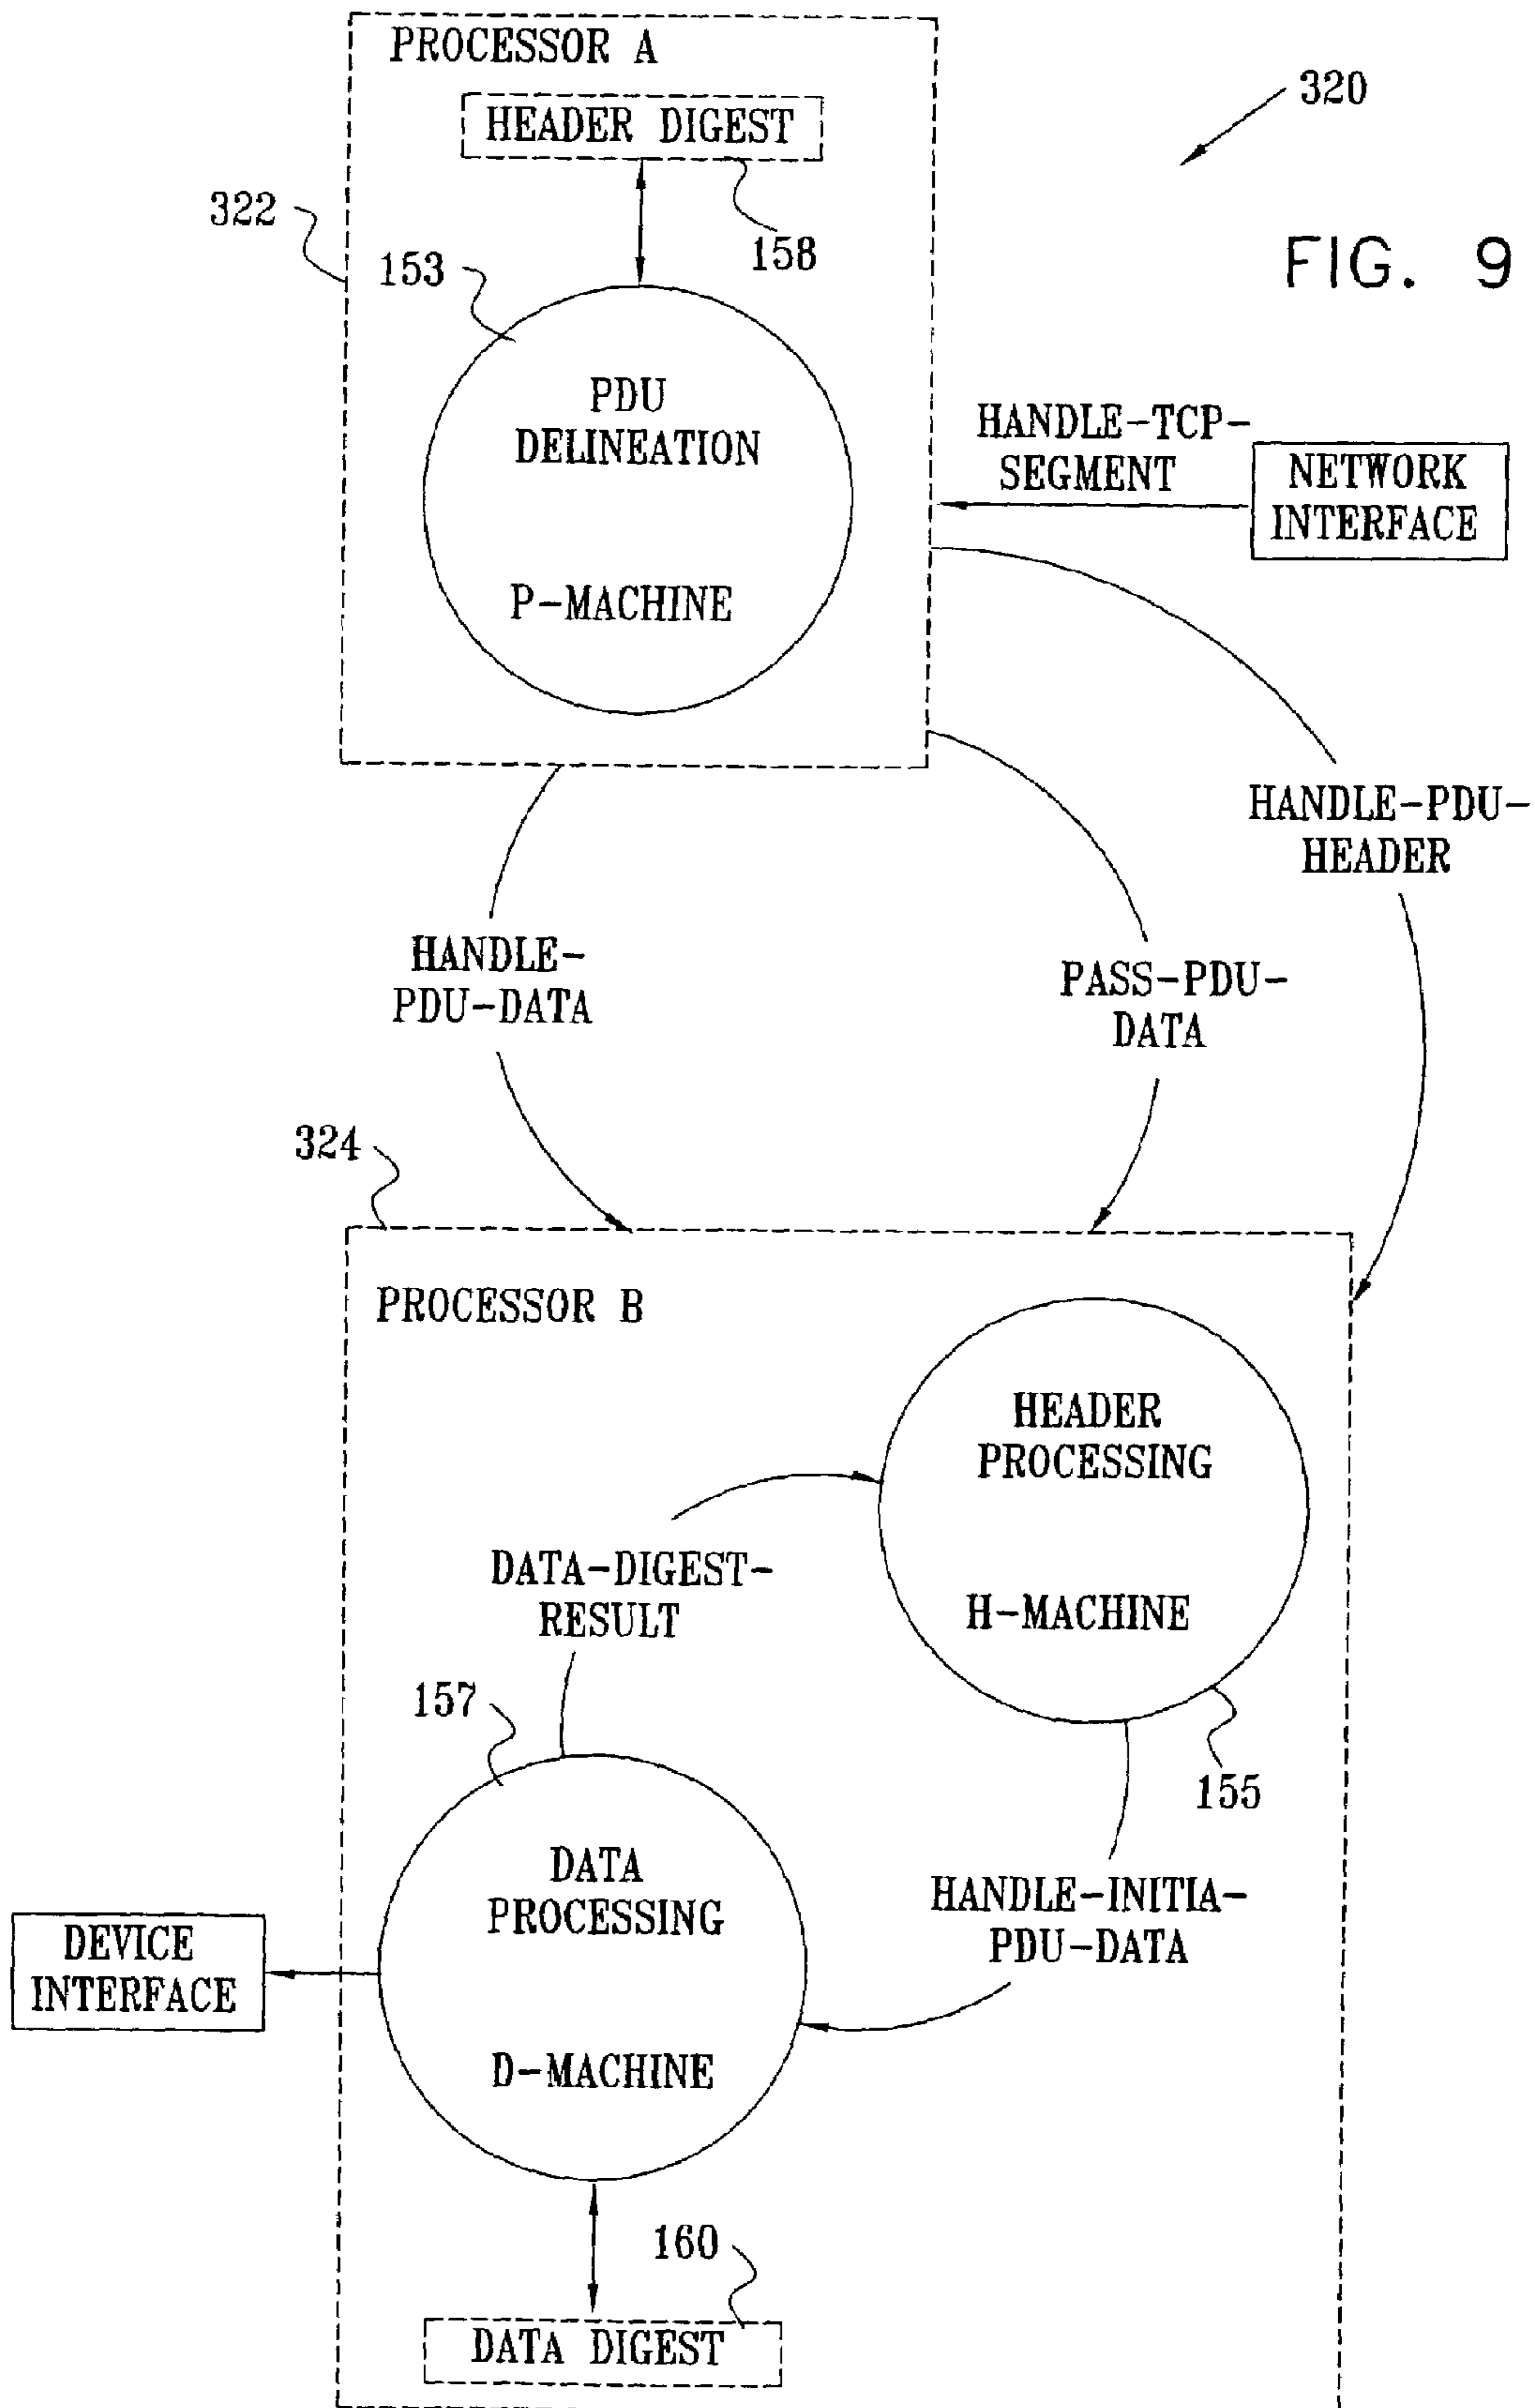 PROCESSOR A
320
HEADER DIGEST
322
158
153
FIG. 9
PDU
DELINEATION
P-MACHINE
HANDLE-TCP-
SEGMENT
NETWORK
INTERFACE
HANDLE-PDU-
HEADER
HANDLE-
PDU-DATA
PASS-PDU-
DATA
324
PROCESSOR B
HEADER
PROCESSING
H-MACHINE
DATA-DIGEST-
RESULT
157
155
DATA
PROCESSING
D-MACHINE
HANDLE-INITIA-
PDU-DATA
DEVICE
INTERFACE
160
DATA DIGEST